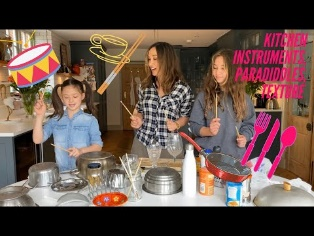 KITCHEN
INSTRUMENTS,
PARADIDDLES,
TEXTURE